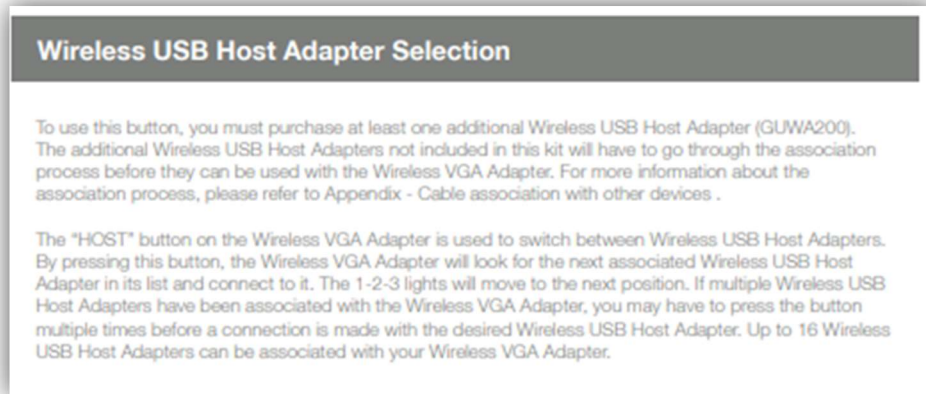 Wireless USB Host Adapter Selection
To use this button, you must purchase at least one additional Wireless USB Host Adapter (GUWA200).
The additional Wireless USB Host Adapters not included in this kit will have to go through the association
process before they can be used with the Wireless VGA Adapter. For more information about the
association process, please refer to Appendix - Cable association with other devices .
The "HOST" button on the Wireless VGA Adapter is used to switch between Wireless USB Host Adapters.
By pressing this button, the Wireless VGA Adapter will look for the next associated Wireless USB Host
Adapter in its list and connect to it. The 1-2-3 lights will move to the next position. If multiple Wireless USB
Host Adapters have been associated with the Wireless VGA Adapter, you may have to press the button
multiple times before a connection is made with the desired Wireless USB Host Adapter. Up to 16 Wireless
USB Host Adapters can be associated with your Wireless VGA Adapter.